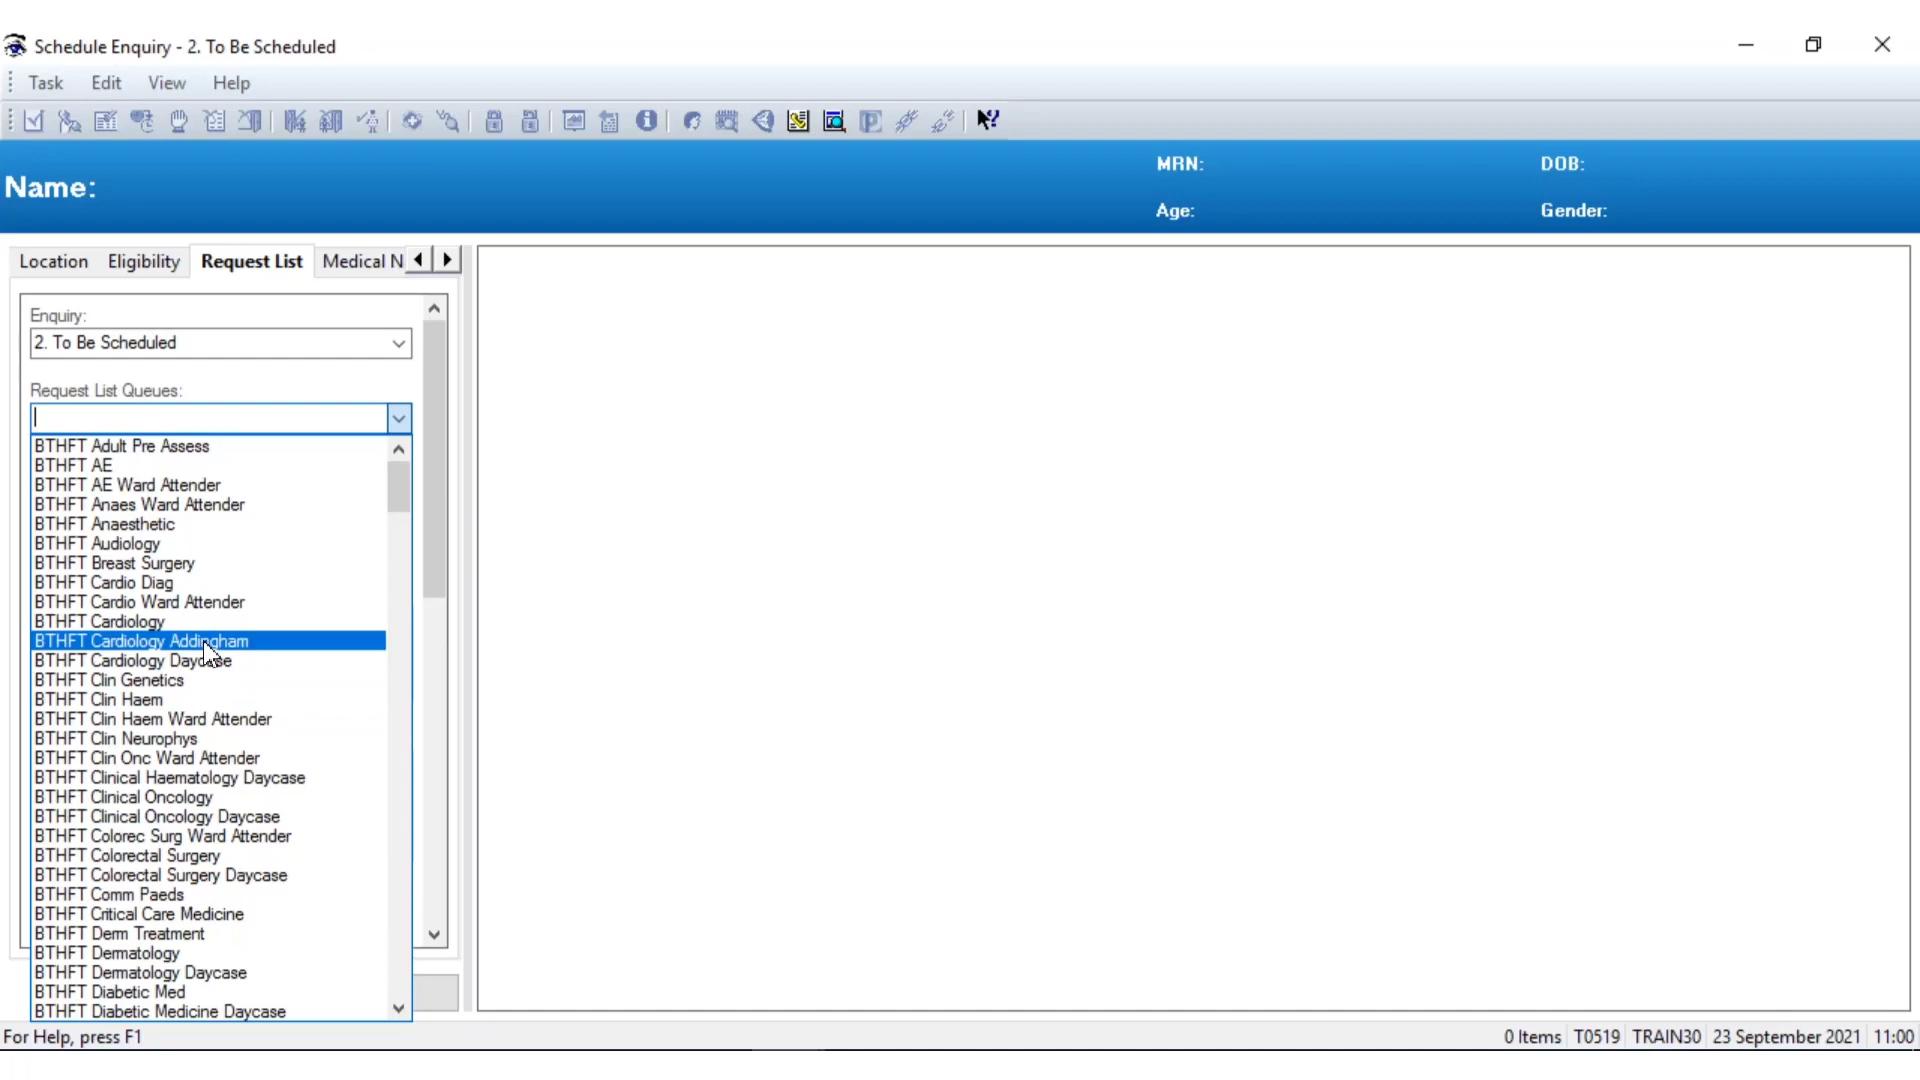 Schedule Enquiry - 2. To Be Scheduled
Task Edit View Help
Name:
MRN:
DOB:
Age:
Gender:
Location Eligibility Request List Medical N
Enquiry:
2. To Be Scheduled
Request List Queues:
BTHFT Adult Pre Assess
BTHFT AE
BTHFT AE Ward Attender
BTHFT Anaes Ward Attender
BTHFT Anaesthetic
BTHFT Audiology
BTHFT Breast Surgery
BTHFT Cardio Diag
BTHFT Cardio Ward Attender
BTHFT Cardiology
BTHFT Cardiology Addingham
BTHFT Cardiology Daycase
BTHFT Clin Genetics
BTHFT Clin Haem
BTHFT Clin Haem Ward Attender
BTHFT Clin Neurophys
BTHFT Clin Onc Ward Attender
BTHFT Clinical Haematology Daycase
BTHFT Clinical Oncology
BTHFT Clinical Oncology Daycase
BTHFT Colorec Surg Ward Attender
BTHFT Colorectal Surgery
BTHFT Colorectal Surgery Daycase
BTHFT Comm Paeds
BTHFT Critical Care Medicine
BTHFT Derm Treatment
BTHFT Dermatology
BTHFT Dermatology Daycase
BTHFT Diabetic Med
BTHFT Diabetic Medicine Daycase
For Help, press F1
0 Items T0519 TRAIN30 23 September 2021 11:00